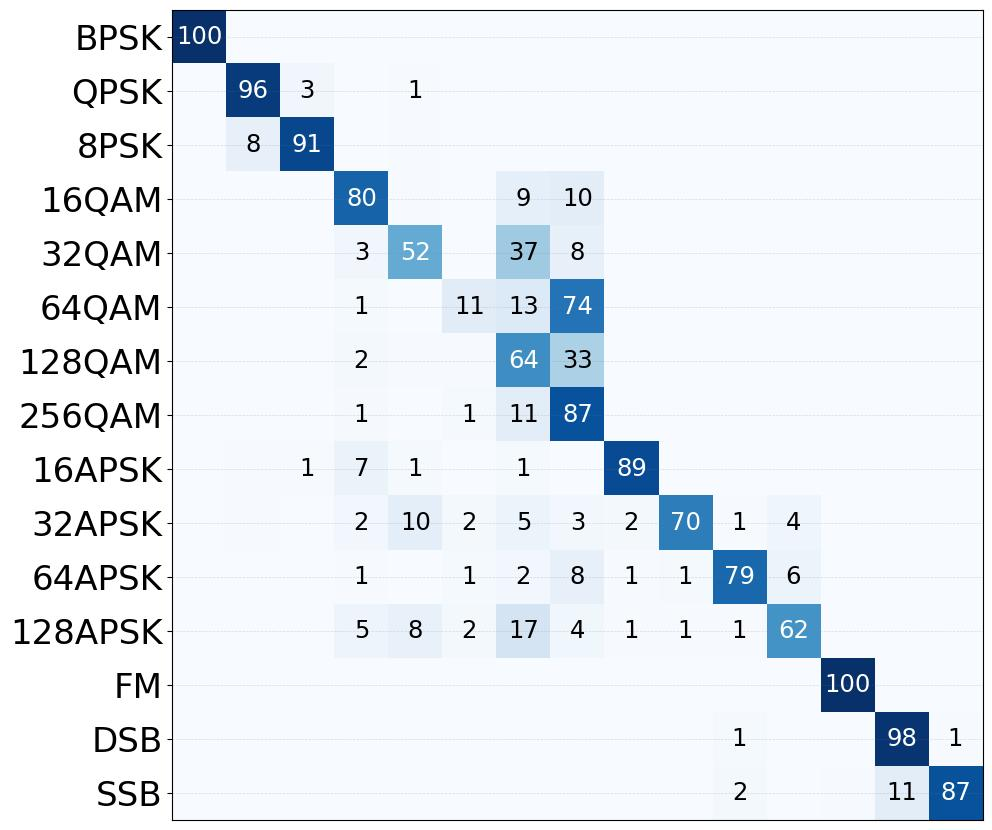 BPSK 100
QPSK 96 3 1
8PSK 8 91
16QAM 80 9 10
32QAM 3 52 37 8
64QAM 1 11 13 74
128QAM 2 64 33
256QAM 1 1 11 87
16APSK 1 7 1 1 89
32APSK 2 10 2 5 3 2 70 1 4
64APSK 1 1 2 8 1 1 79 6
128APSK 5 8 2 17 4 1 1 1 62
FM 100
DSB 1 98 1
SSB 2 11 87